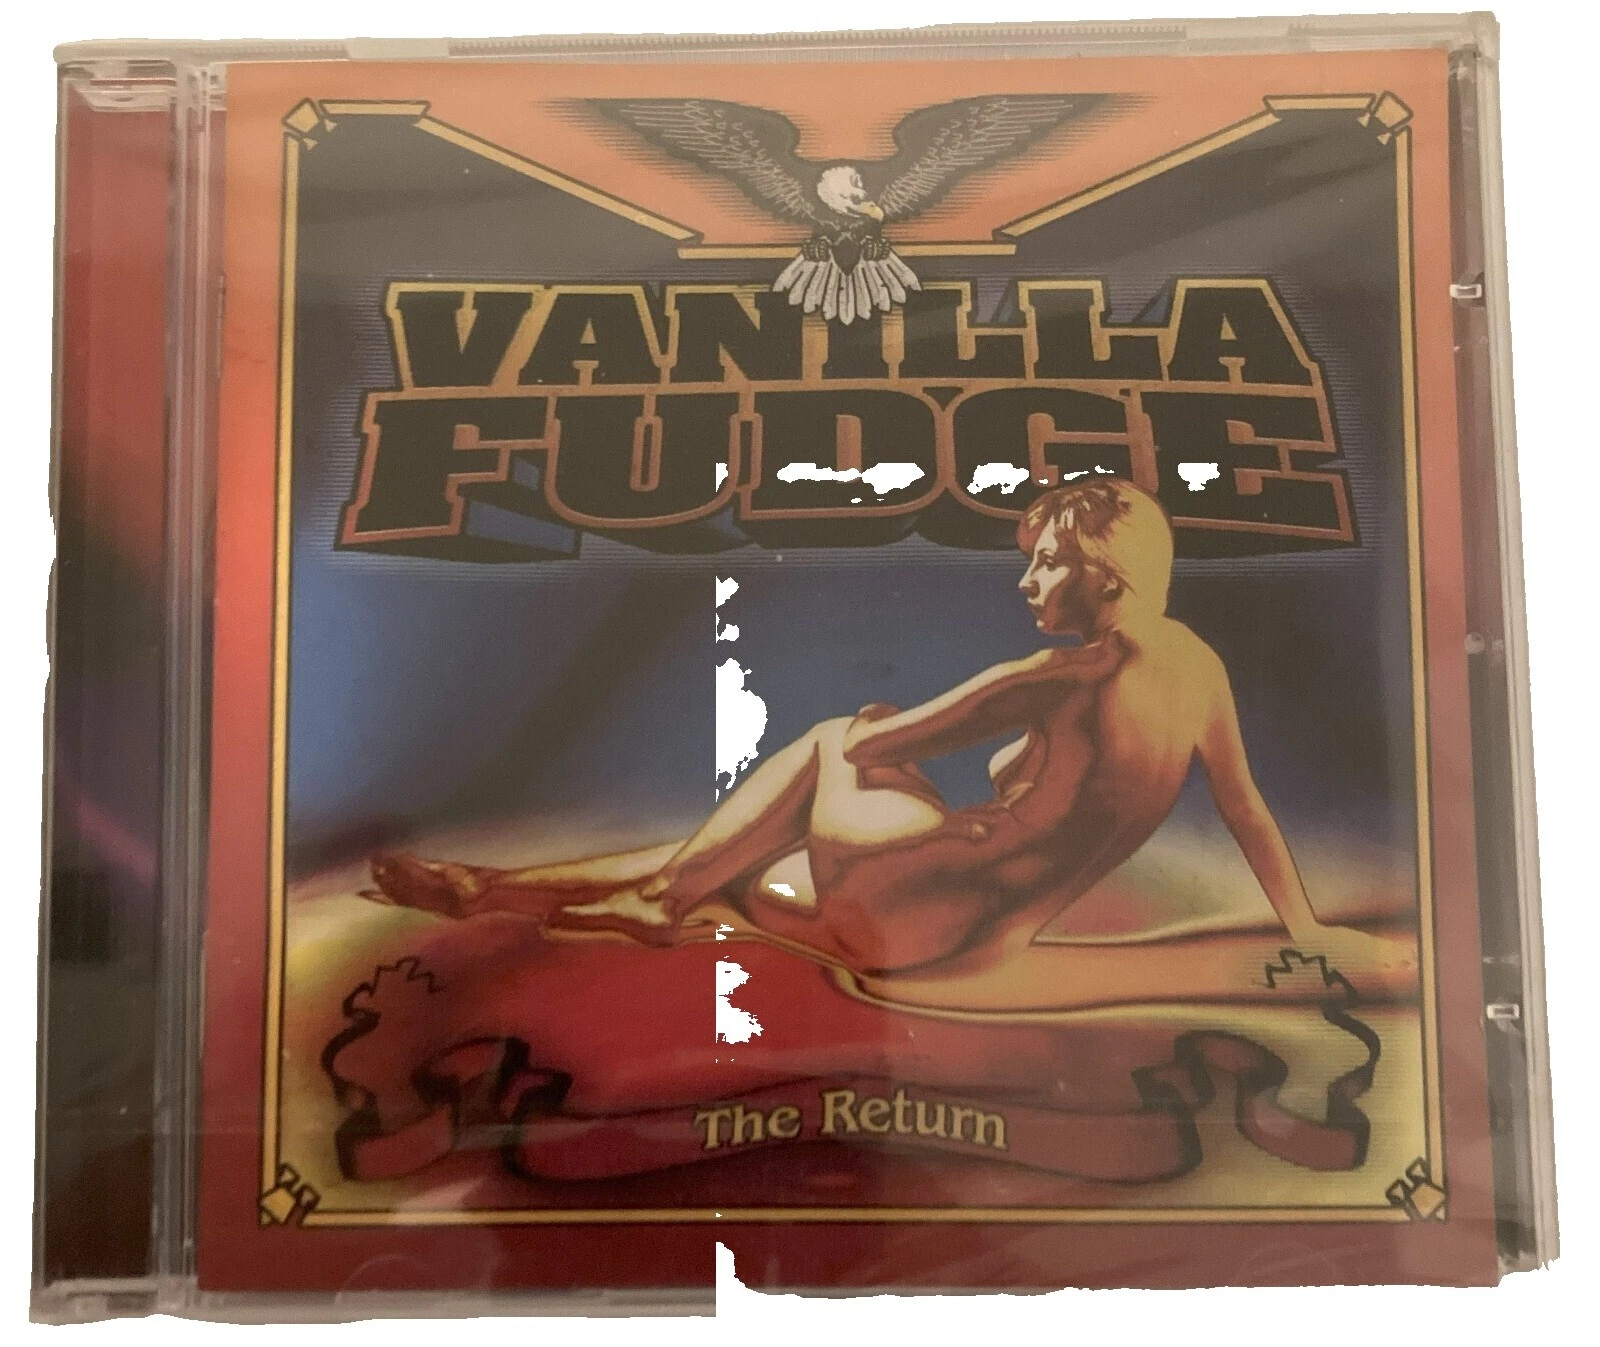 VANILLA
FUDGE
The Return